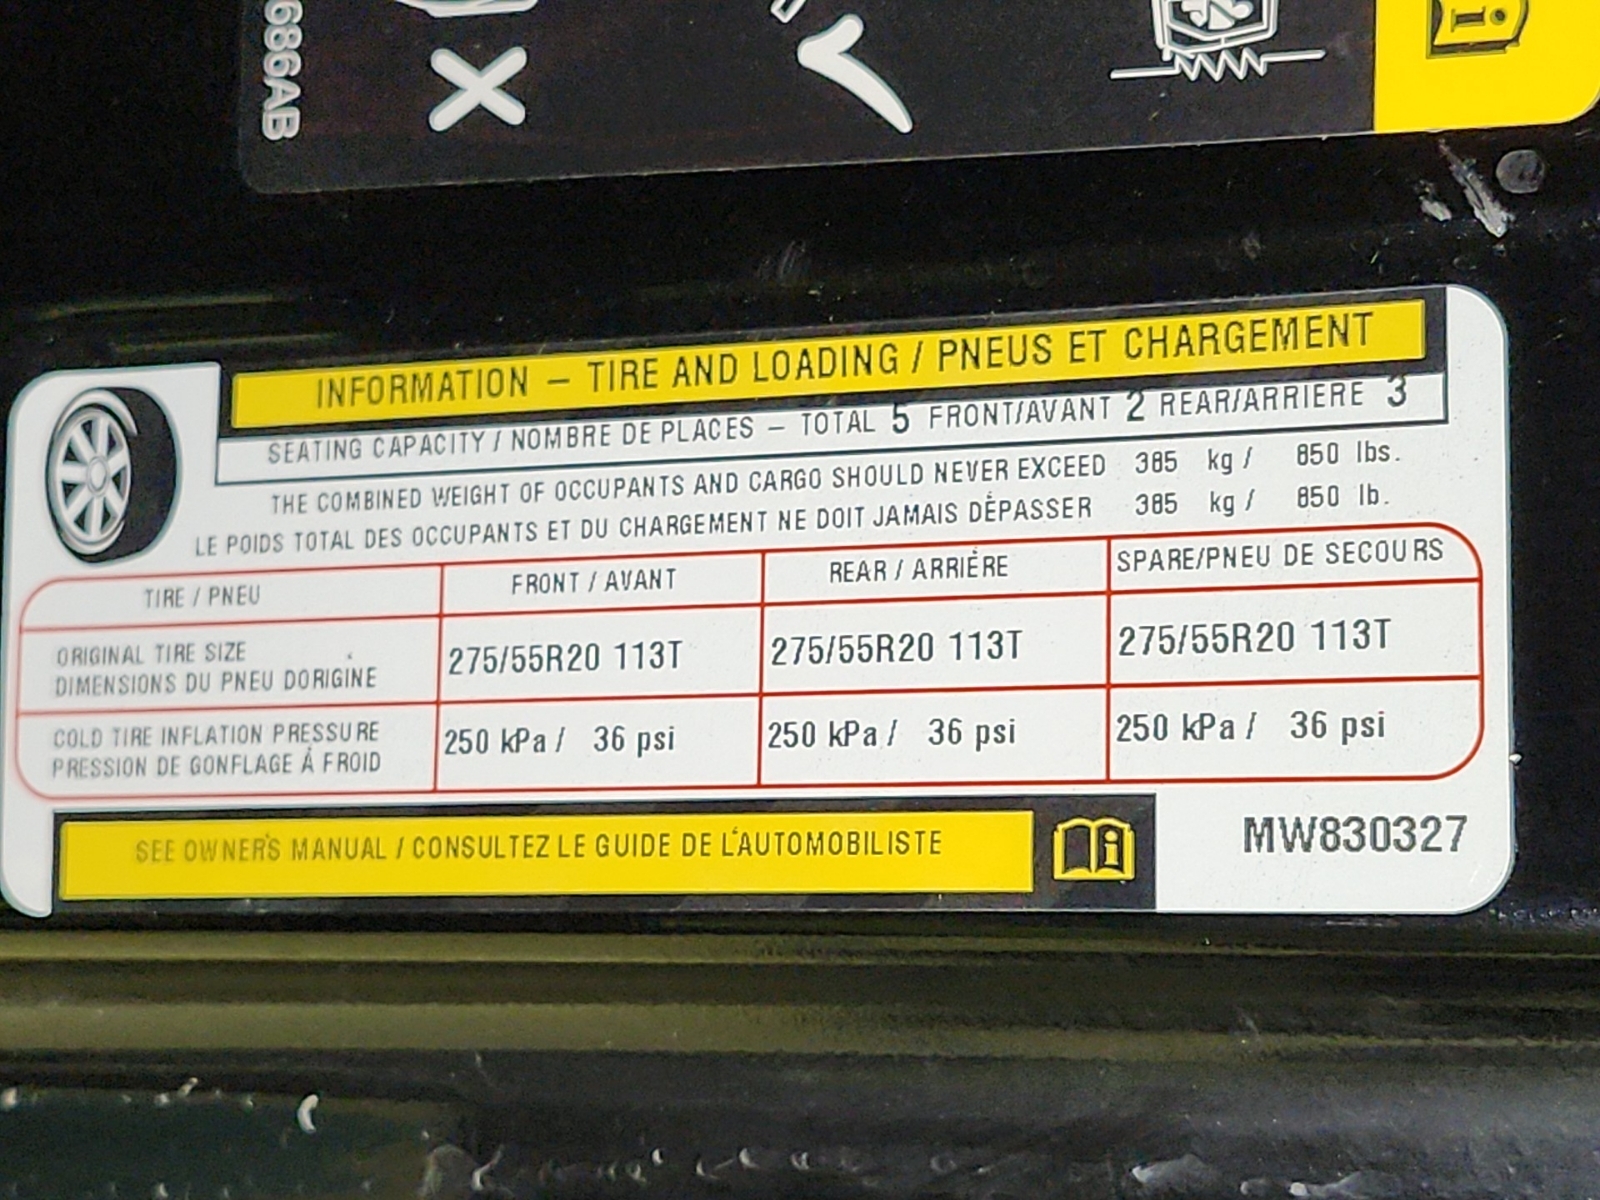 686AB
INFORMATION – TIRE AND LOADING / PNEUS ET CHARGEMENT
SEATING CAPACITY / NOMBRE DE PLACES – TOTAL 5 FRONT/AVANT 2 REAR/ARRIERE 3
THE COMBINED WEIGHT OF OCCUPANTS AND CARGO SHOULD NEVER EXCEED 385 kg / 850 lbs.
LE POIDS TOTAL DES OCCUPANTS ET DU CHARGEMENT NE DOIT JAMAIS DÉPASSER 385 kg / 850 lb.
TIRE / PNEU FRONT / AVANT REAR / ARRIÉRE SPARE/PNEU DE SECOURS
ORIGINAL TIRE SIZE
DIMENSIONS DU PNEU DORIGINE 275/55R20 113T 275/55R20 113T 275/55R20 113T
COLD TIRE INFLATION PRESSURE
PRESSION DE GONFLAGE À FROID 250 kPa / 36 psi 250 kPa / 36 psi 250 kPa / 36 psi
SEE OWNER'S MANUAL / CONSULTEZ LE GUIDE DE L'AUTOMOBILISTE
MW830327